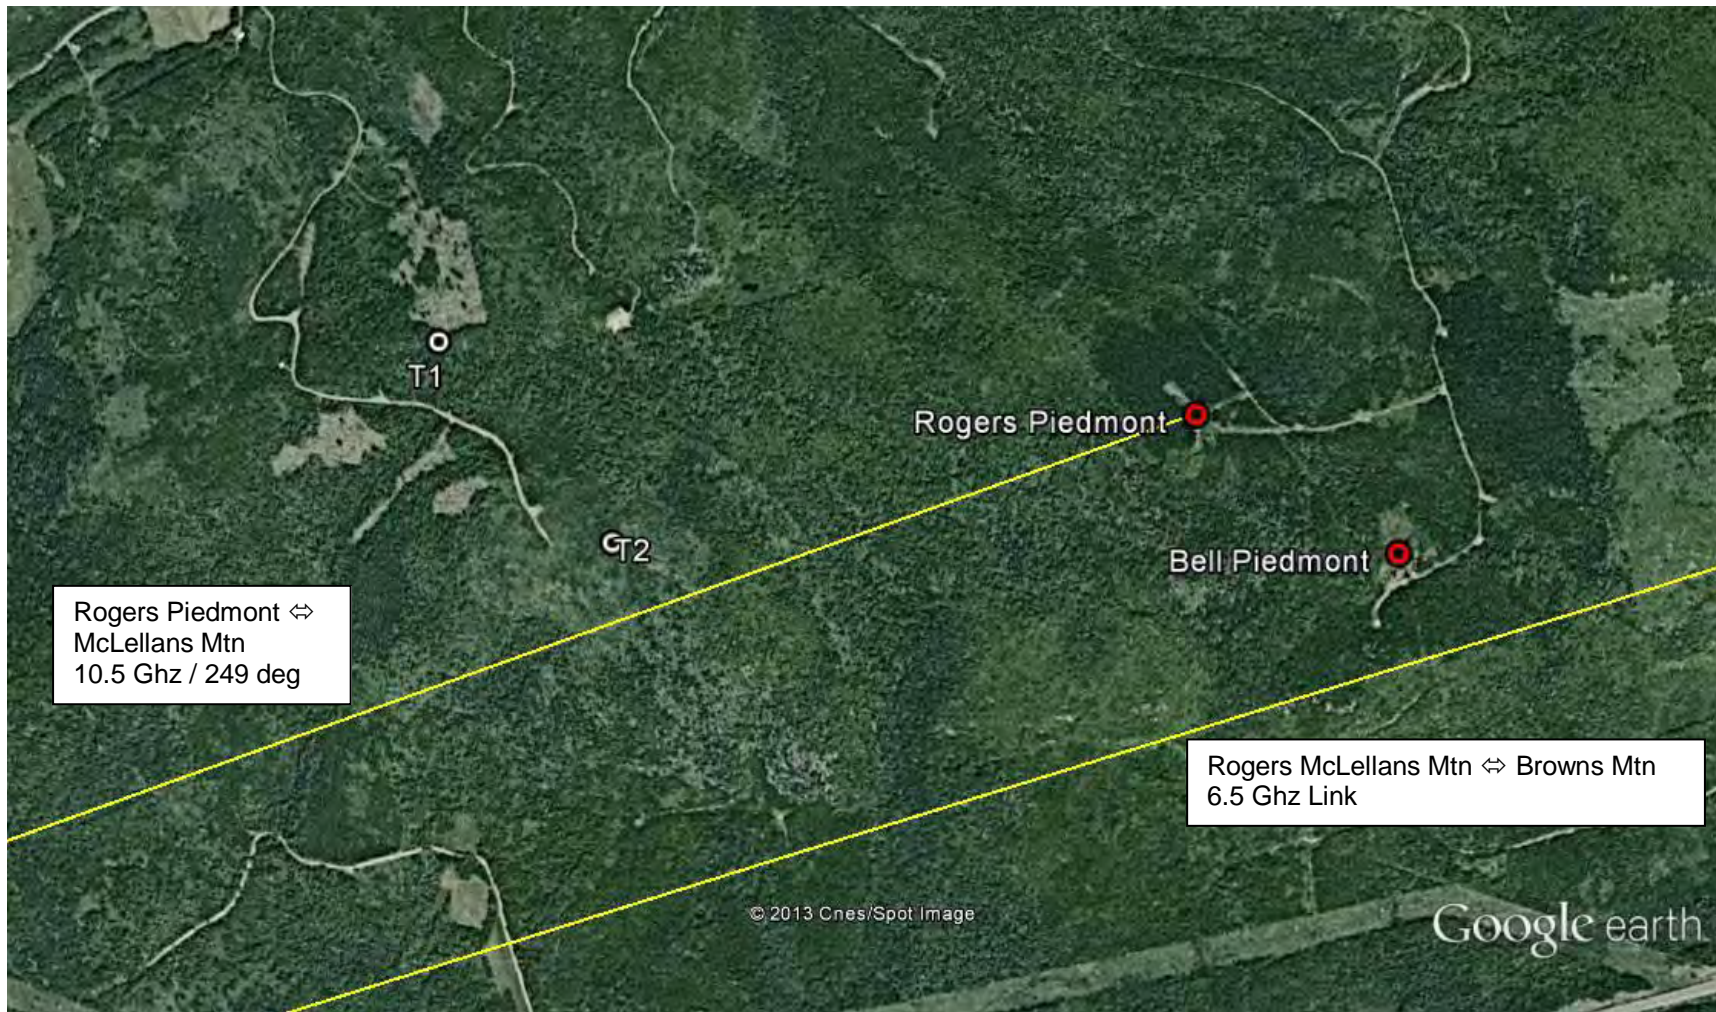 T1
Rogers Piedmont
T2
Bell Piedmont
Rogers Piedmont ⇔
McLellans Mtn
10.5 Ghz / 249 deg
Rogers McLellans Mtn ⇔ Browns Mtn
6.5 Ghz Link
© 2013 Cnes/Spot Image
Google earth